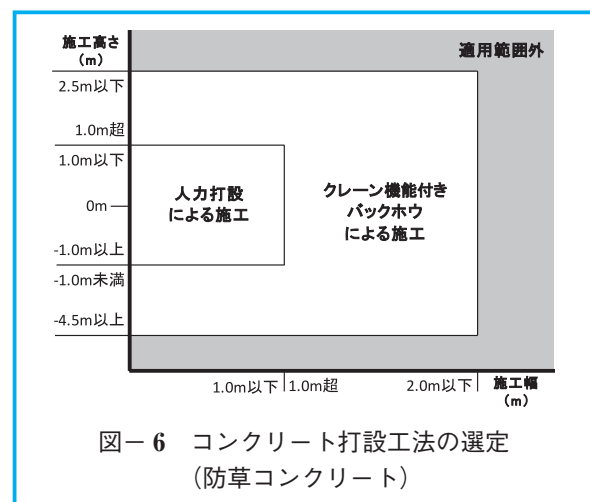 施工高さ
(m)
適用範囲外
2.5m以下
1.0m超
1.0m以下
人力打設
による施工
クレーン機能付き
バックホウ
による施工
0m
-1.0m以上
-1.0m未満
-4.5m以上
1.0m以下
1.0m超
2.0m以下
施工幅
(m)
図－6 コンクリート打設工法の選定
(防草コンクリート)